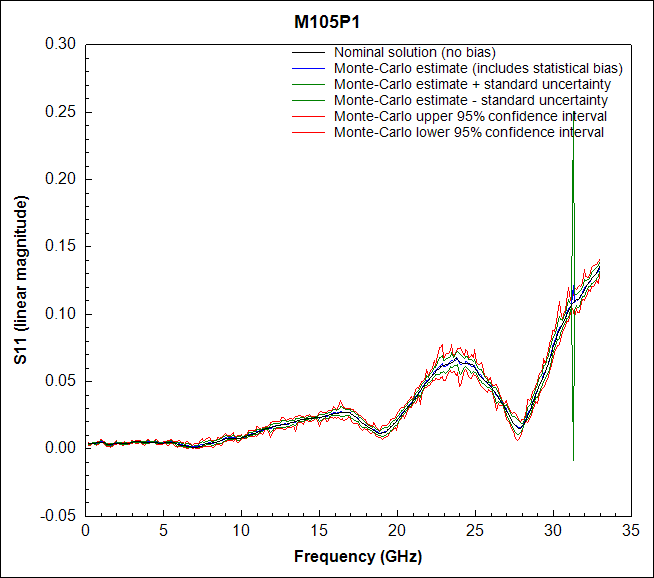 M105P1
0.30
0.25
0.20
0.15
0.10
0.05
0.00
-0.05
S11 (linear magnitude)
Nominal solution (no bias)
Monte-Carlo estimate (includes statistical bias)
Monte-Carlo estimate + standard uncertainty
Monte-Carlo estimate - standard uncertainty
Monte-Carlo upper 95% confidence interval
Monte-Carlo lower 95% confidence interval
0 5 10 15 20 25 30 35
Frequency (GHz)